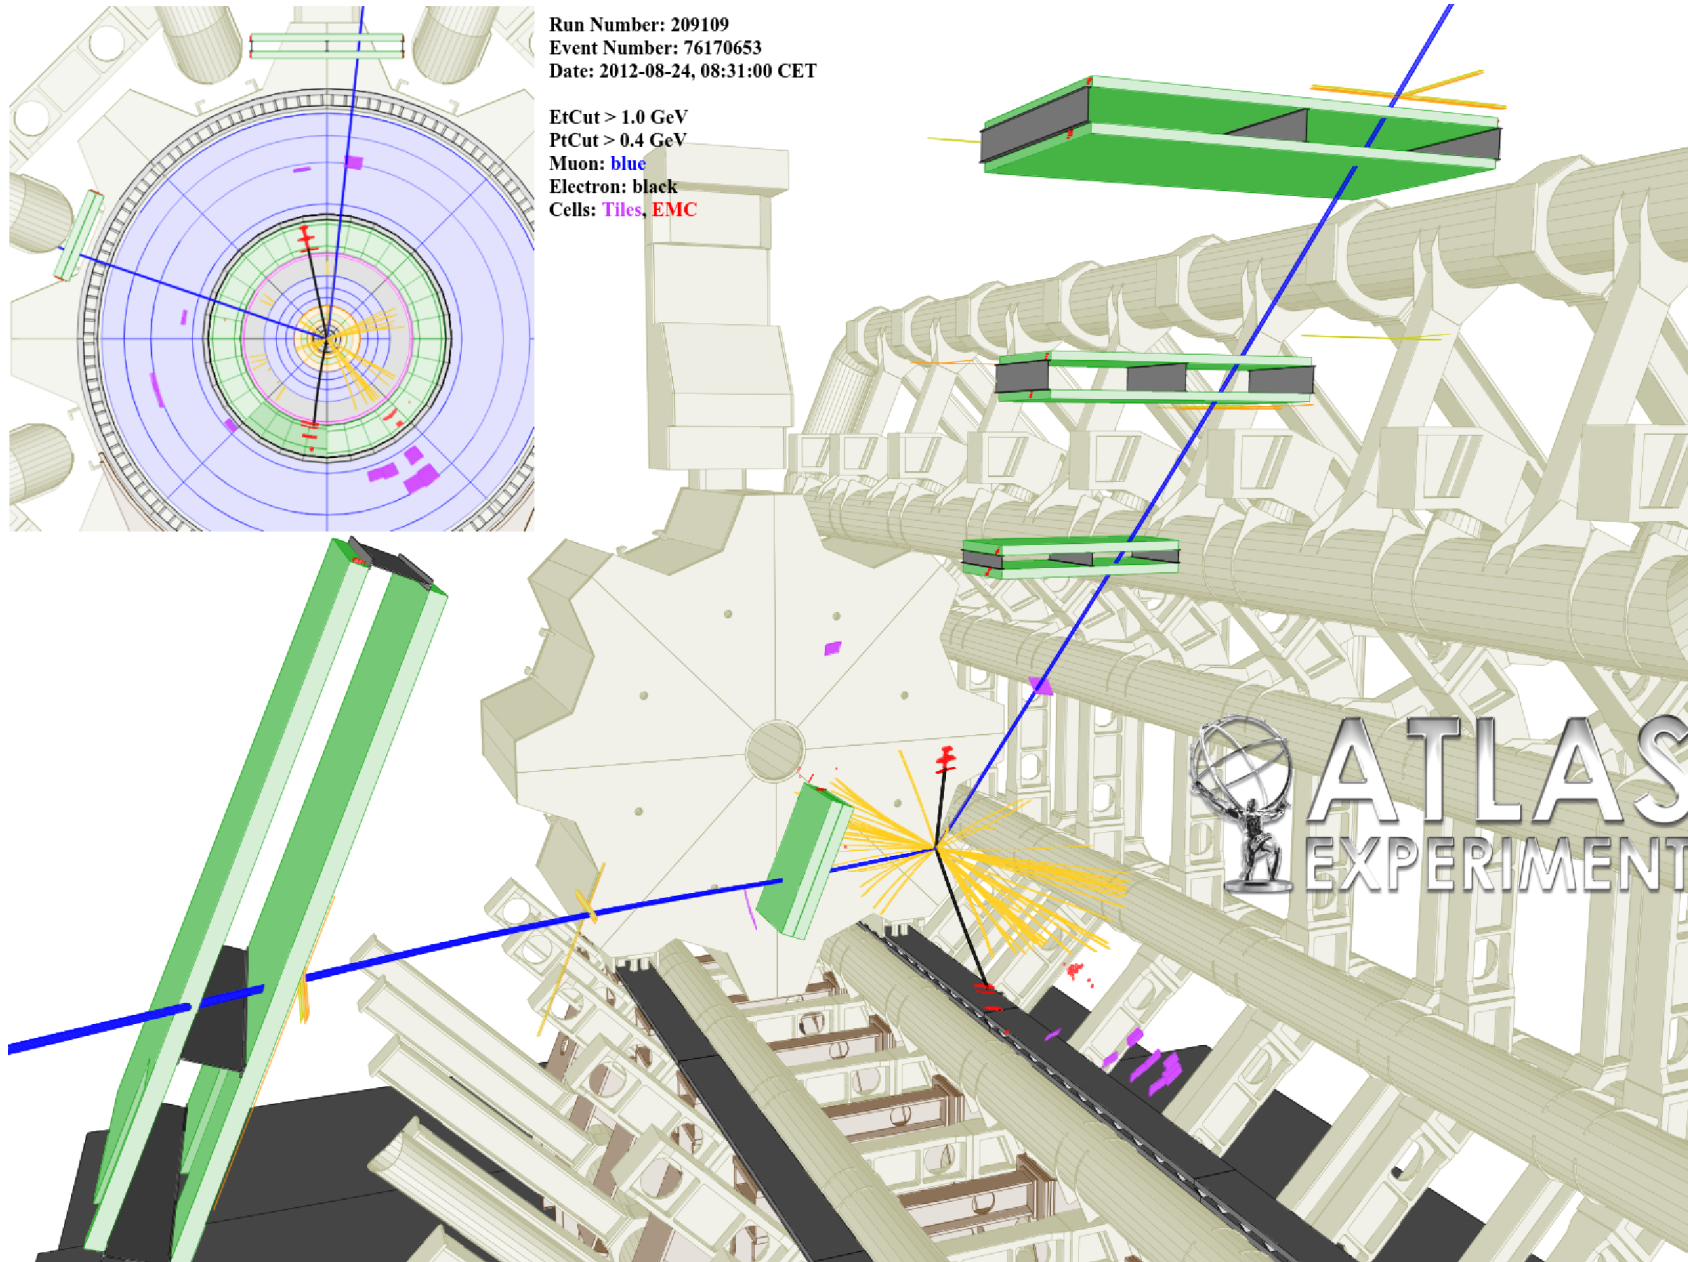 Run Number: 209109
Event Number: 76170653
Date: 2012-08-24, 08:31:00 CET
EtCut > 1.0 GeV
PtCut > 0.4 GeV
Muon: blue
Electron: black
Cells: Tiles, EMC
ATLAS
EXPERIMENT